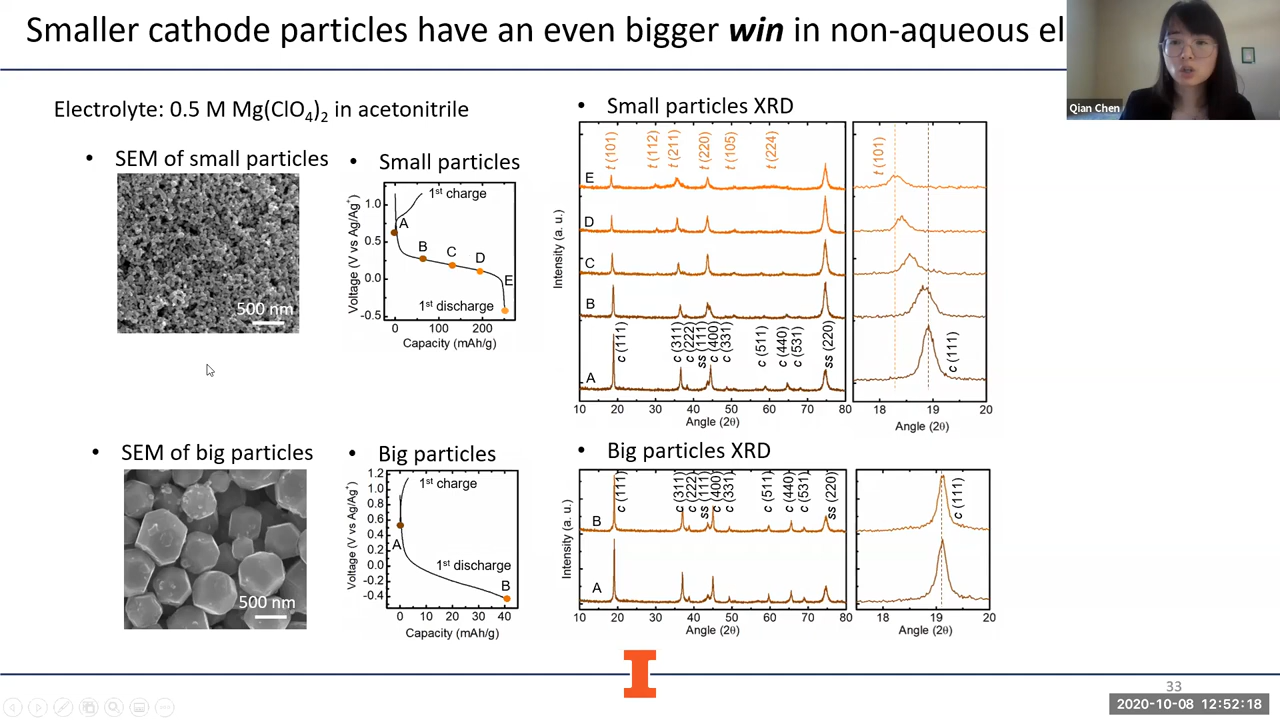 Smaller cathode particles have an even bigger win in non-aqueous el
Qian Chen
Electrolyte: 0.5 M Mg(ClO4)2 in acetonitrile
• SEM of small particles
500 nm
• Small particles
1st charge
A
B
C
D
E
1st discharge
1.0
0.5
0.0
-0.5
Voltage (V vs Ag/Ag+)
0
100
200
Capacity (mAh/g)
• Small particles XRD
t (101)
t (112)
t (211)
t (220)
t (105)
t (224)
E
D
C
B
A
c (111)
c (311)
c (222)
ss (111)
c (400)
c (331)
c (511)
c (440)
c (531)
ss (220)
Intensity (a. u.)
10 20 30 40 50 60 70 80
Angle (2θ)
t (101)
c (111)
18 19 20
Angle (2θ)
• SEM of big particles
500 nm
• Big particles
1st charge
A
1st discharge
B
1.2
1.0
0.8
0.6
0.4
0.2
0.0
-0.2
-0.4
Voltage (V vs Ag/Ag+)
0 10 20 30 40
Capacity (mAh/g)
• Big particles XRD
c (111)
c (311)
c (222)
ss (111)
c (400)
c (331)
c (511)
c (440)
c (531)
ss (220)
B
A
Intensity (a. u.)
10 20 30 40 50 60 70 80
Angle (2θ)
c (111)
18 19 20
Angle (2θ)
I
33
2020-10-08 12:52:18